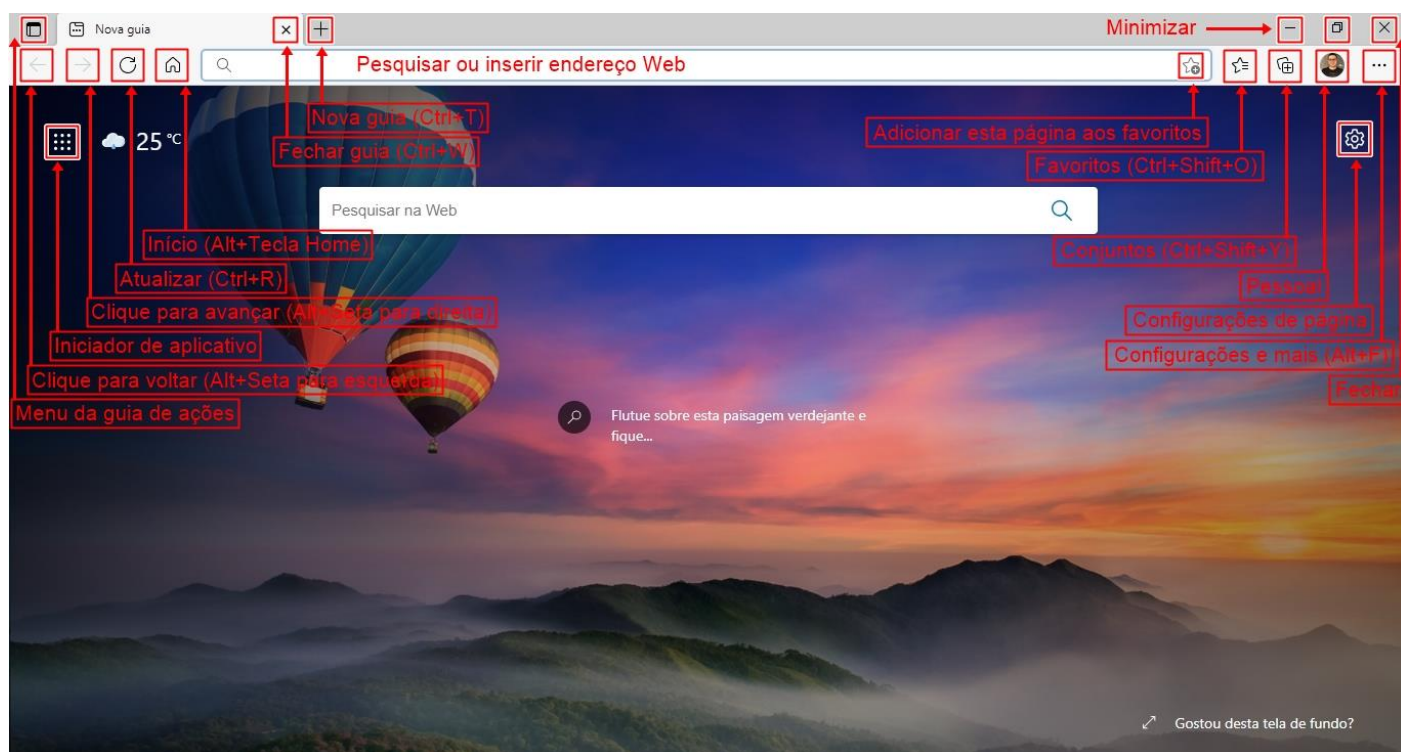 Nova guia
Minimizar
Pesquisar ou inserir endereço Web
Nova guia (Ctrl+T)
Adicionar esta página aos favoritos
25 °C
Fechar guia (Ctrl+W)
Favoritos (Ctrl+Shift+O)
Pesquisar na Web
Início (Alt+Tecla Home)
Conjuntos (Ctrl+Shift+Y)
Atualizar (Ctrl+R)
Pessoal
Clique para avançar (Alt+Seta para direita)
Configurações de página
Iniciador de aplicativo
Configurações e mais (Alt+F)
Clique para voltar (Alt+Seta para esquerda)
Fechar
Menu da guia de ações
Flutue sobre esta paisagem verdejante e
fique...
Gostou desta tela de fundo?